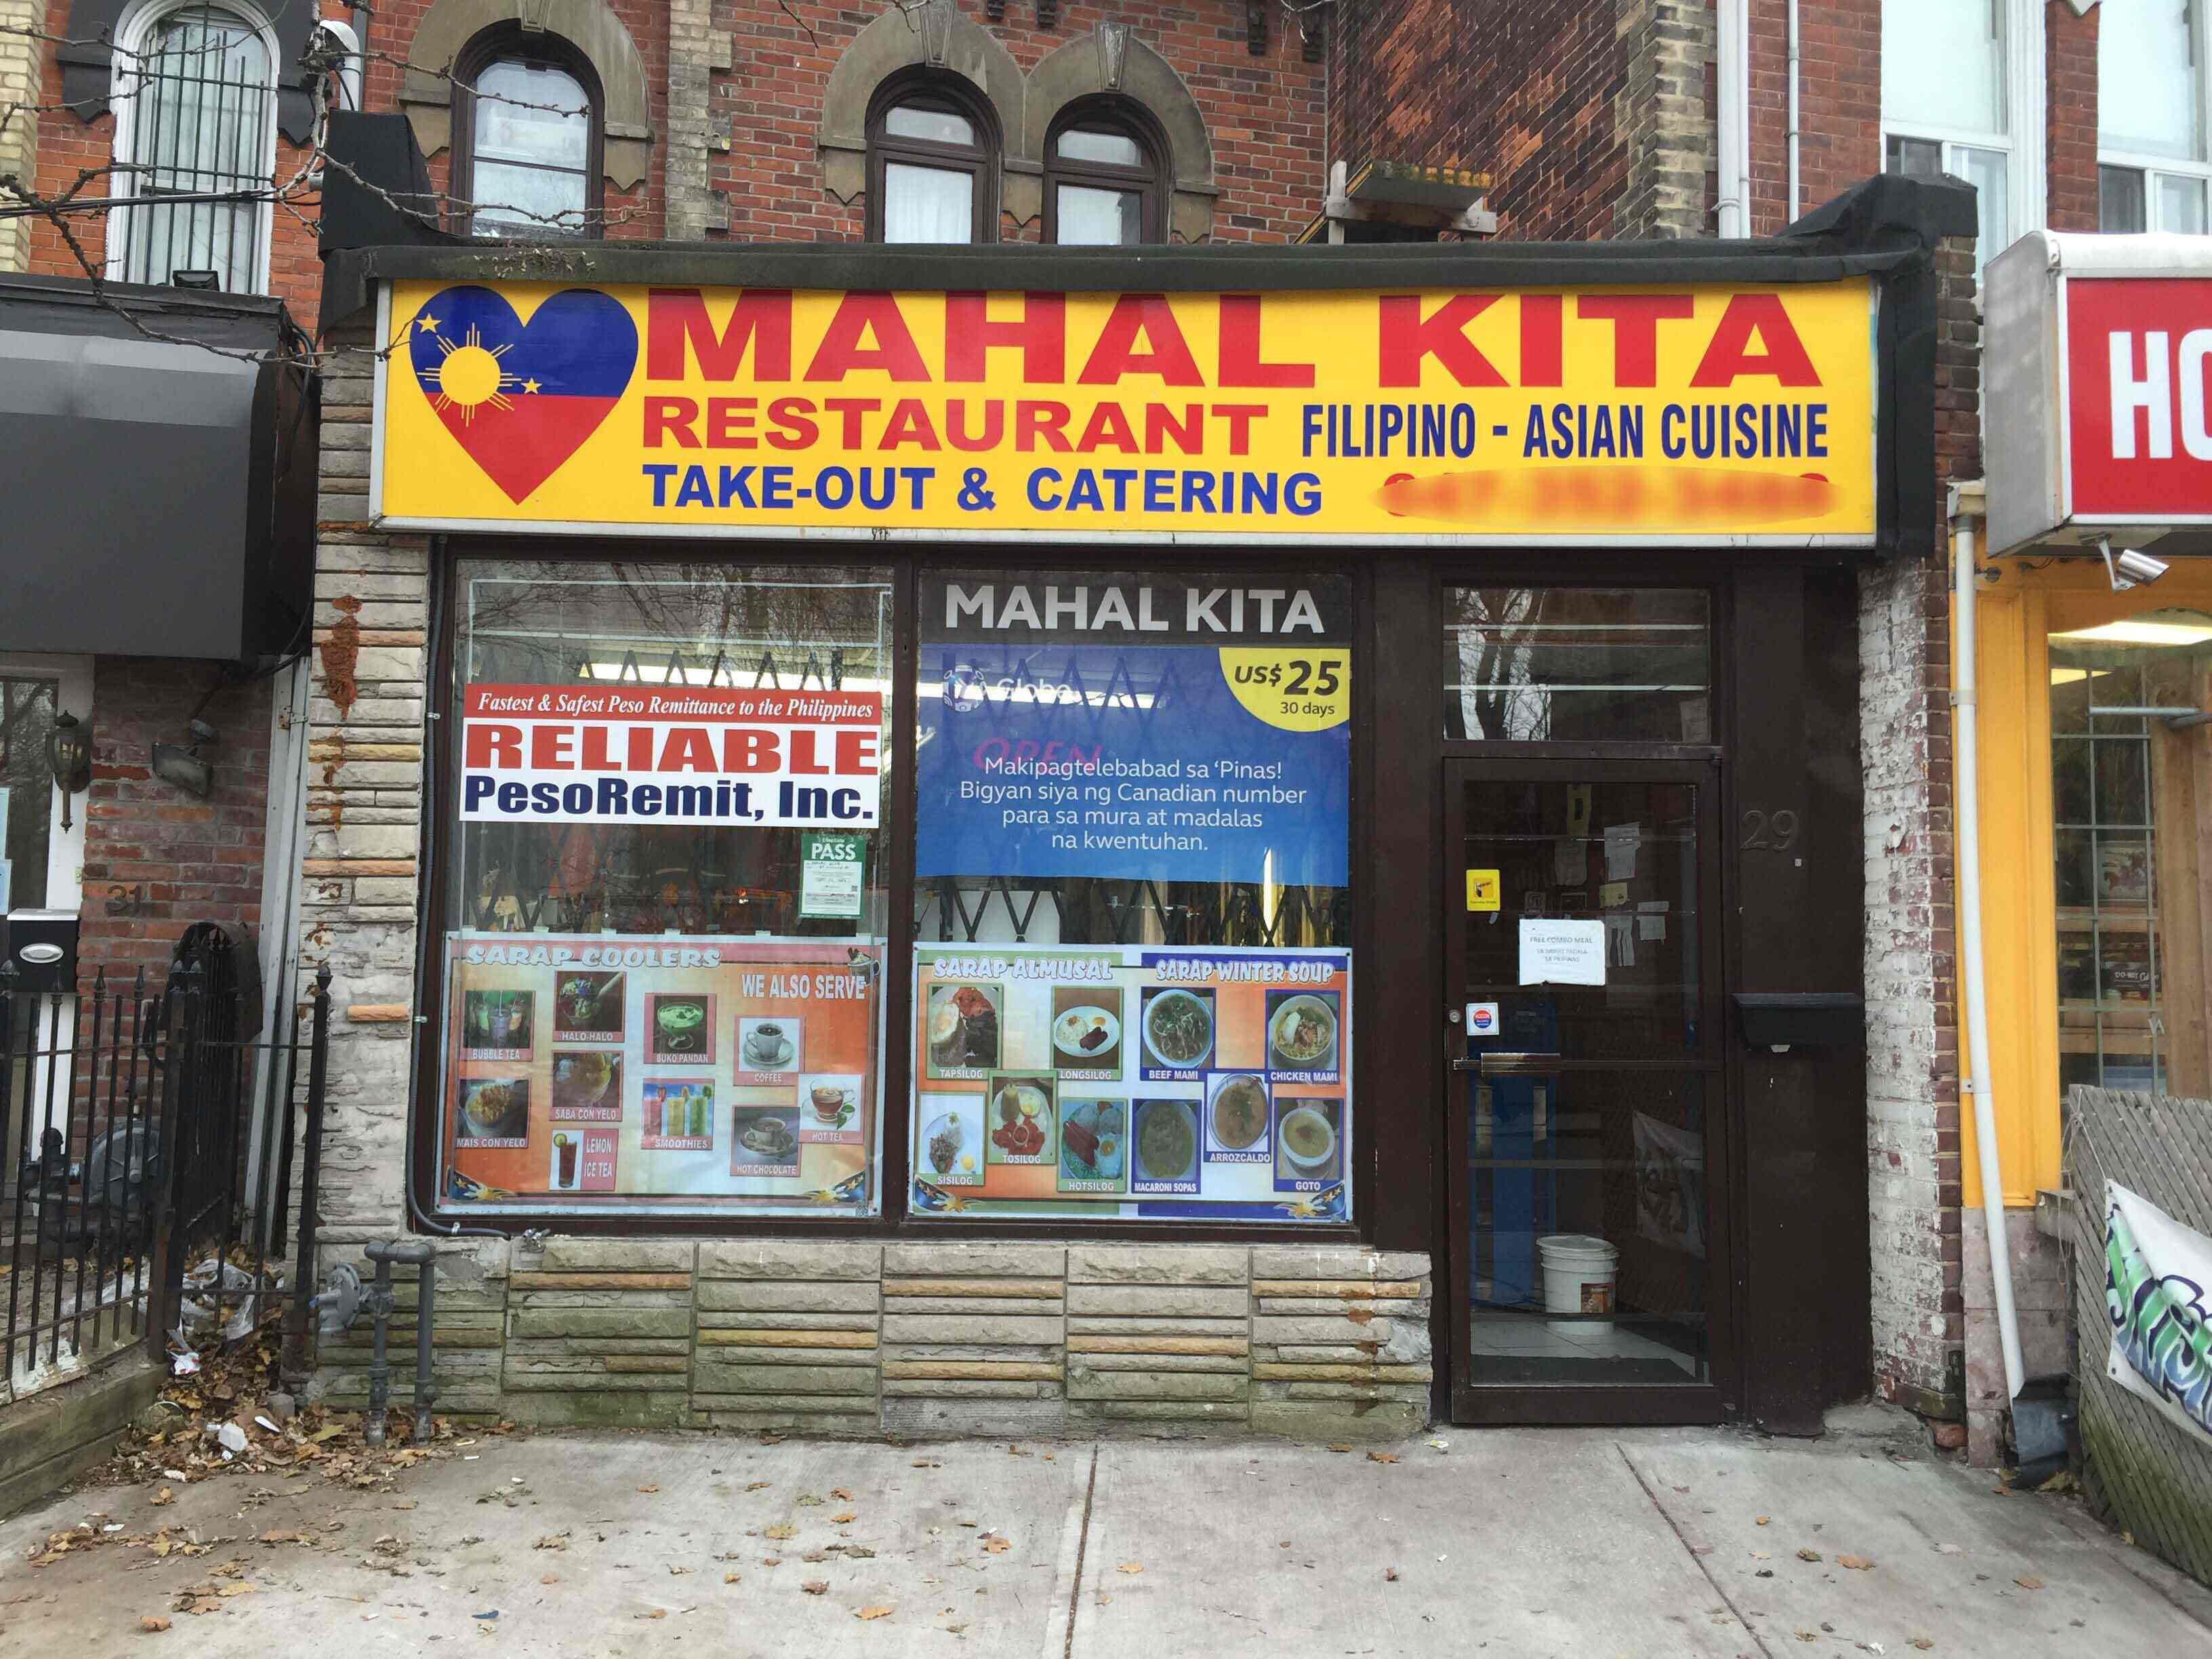 MAHAL KITA
RESTAURANT FILIPINO - ASIAN CUISINE
TAKE-OUT & CATERING
HO
MAHAL KITA
Globe
US$ 25
30 days
Fastest & Safest Peso Remittance to the Philippines
RELIABLE
PesoRemit, Inc.
OPEN
Makipagtelebabad sa ‘Pinas!
Bigyan siya ng Canadian number
para sa mura at madalas
na kwentuhan.
PASS
29
31
FREE COMBO MEAL
SARAP COOLERS
WE ALSO SERVE
BUBBLE TEA
HALO-HALO
BUKO PANDAN
COFFEE
MAIS CON YELO
SABA CON YELO
LEMON
ICE TEA
SMOOTHIES
HOT CHOCOLATE
HOT TEA
SARAP ALMUSAL
TAPSILOG
LONGSILOG
SISILOG
TOSILOG
HOTSILOG
SARAP WINTER SOUP
BEEF MAMI
CHICKEN MAMI
MACARONI SOPAS
ARROZCALDO
GOTO